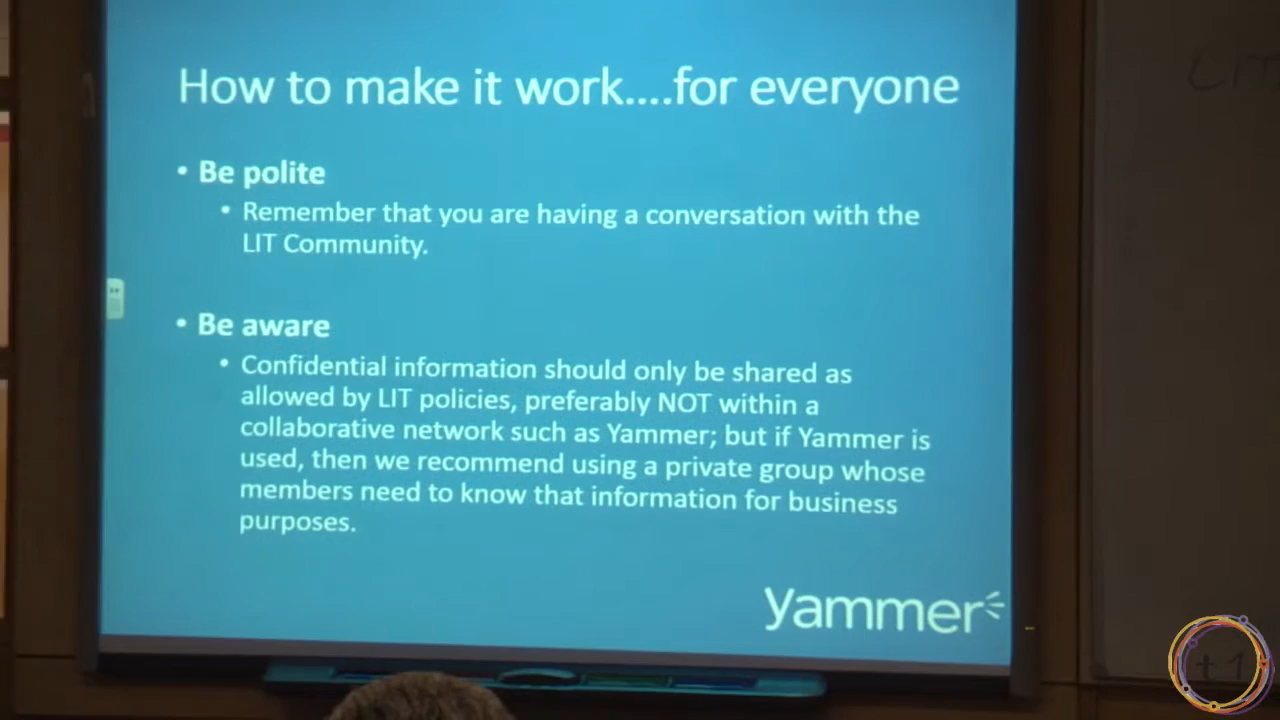 How to make it work....for everyone
• Be polite
• Remember that you are having a conversation with the
LIT Community.
• Be aware
• Confidential information should only be shared as
allowed by LIT policies, preferably NOT within a
collaborative network such as Yammer; but if Yammer is
used, then we recommend using a private group whose
members need to know that information for business
purposes.
yammer
+1